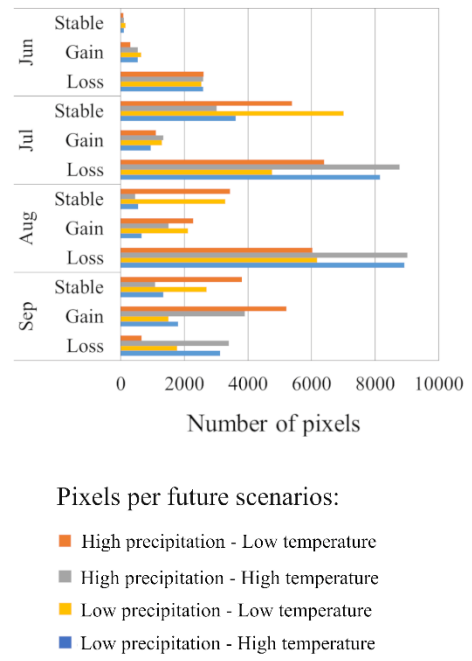 Jun
Stable
Gain
Loss
Jul
Stable
Gain
Loss
Aug
Stable
Gain
Loss
Sep
Stable
Gain
Loss
0 2000 4000 6000 8000 10000
Number of pixels
Pixels per future scenarios:
High precipitation - Low temperature
High precipitation - High temperature
Low precipitation - Low temperature
Low precipitation - High temperature